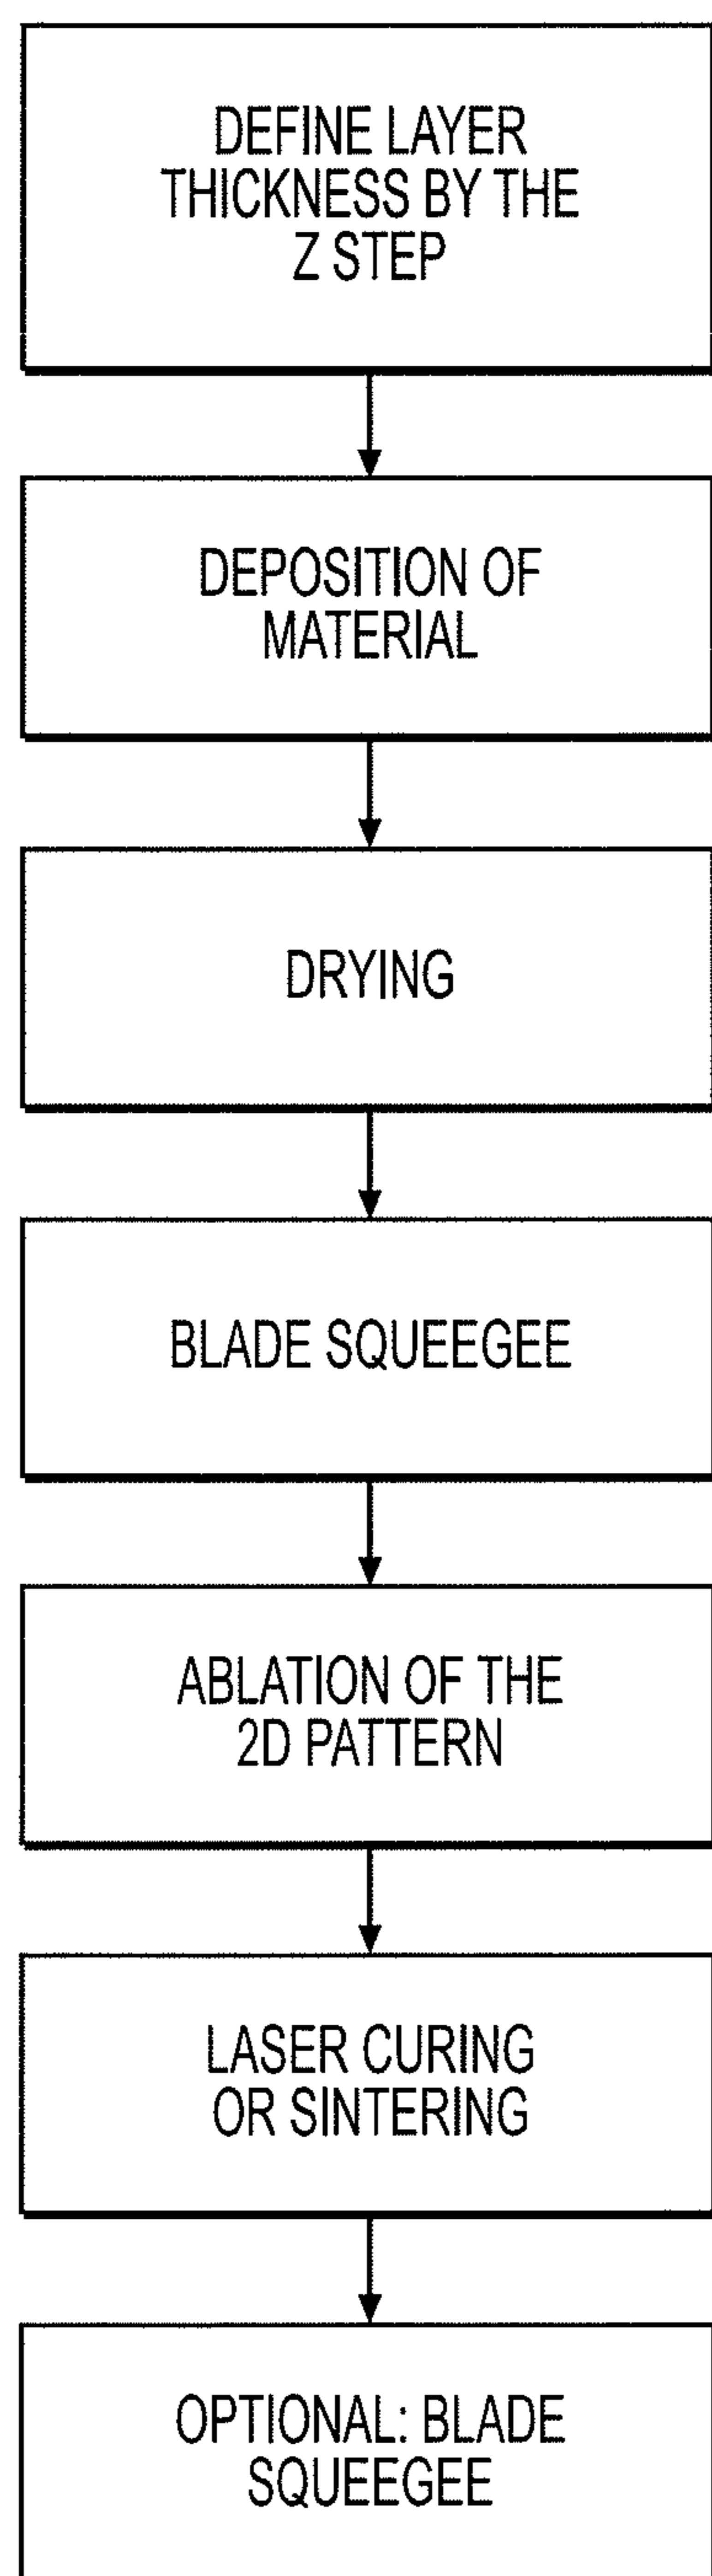 DEFINE LAYER
THICKNESS BY THE
Z STEP
DEPOSITION OF
MATERIAL
DRYING
BLADE SQUEEGEE
ABLATION OF THE
2D PATTERN
LASER CURING
OR SINTERING
OPTIONAL: BLADE
SQUEEGEE